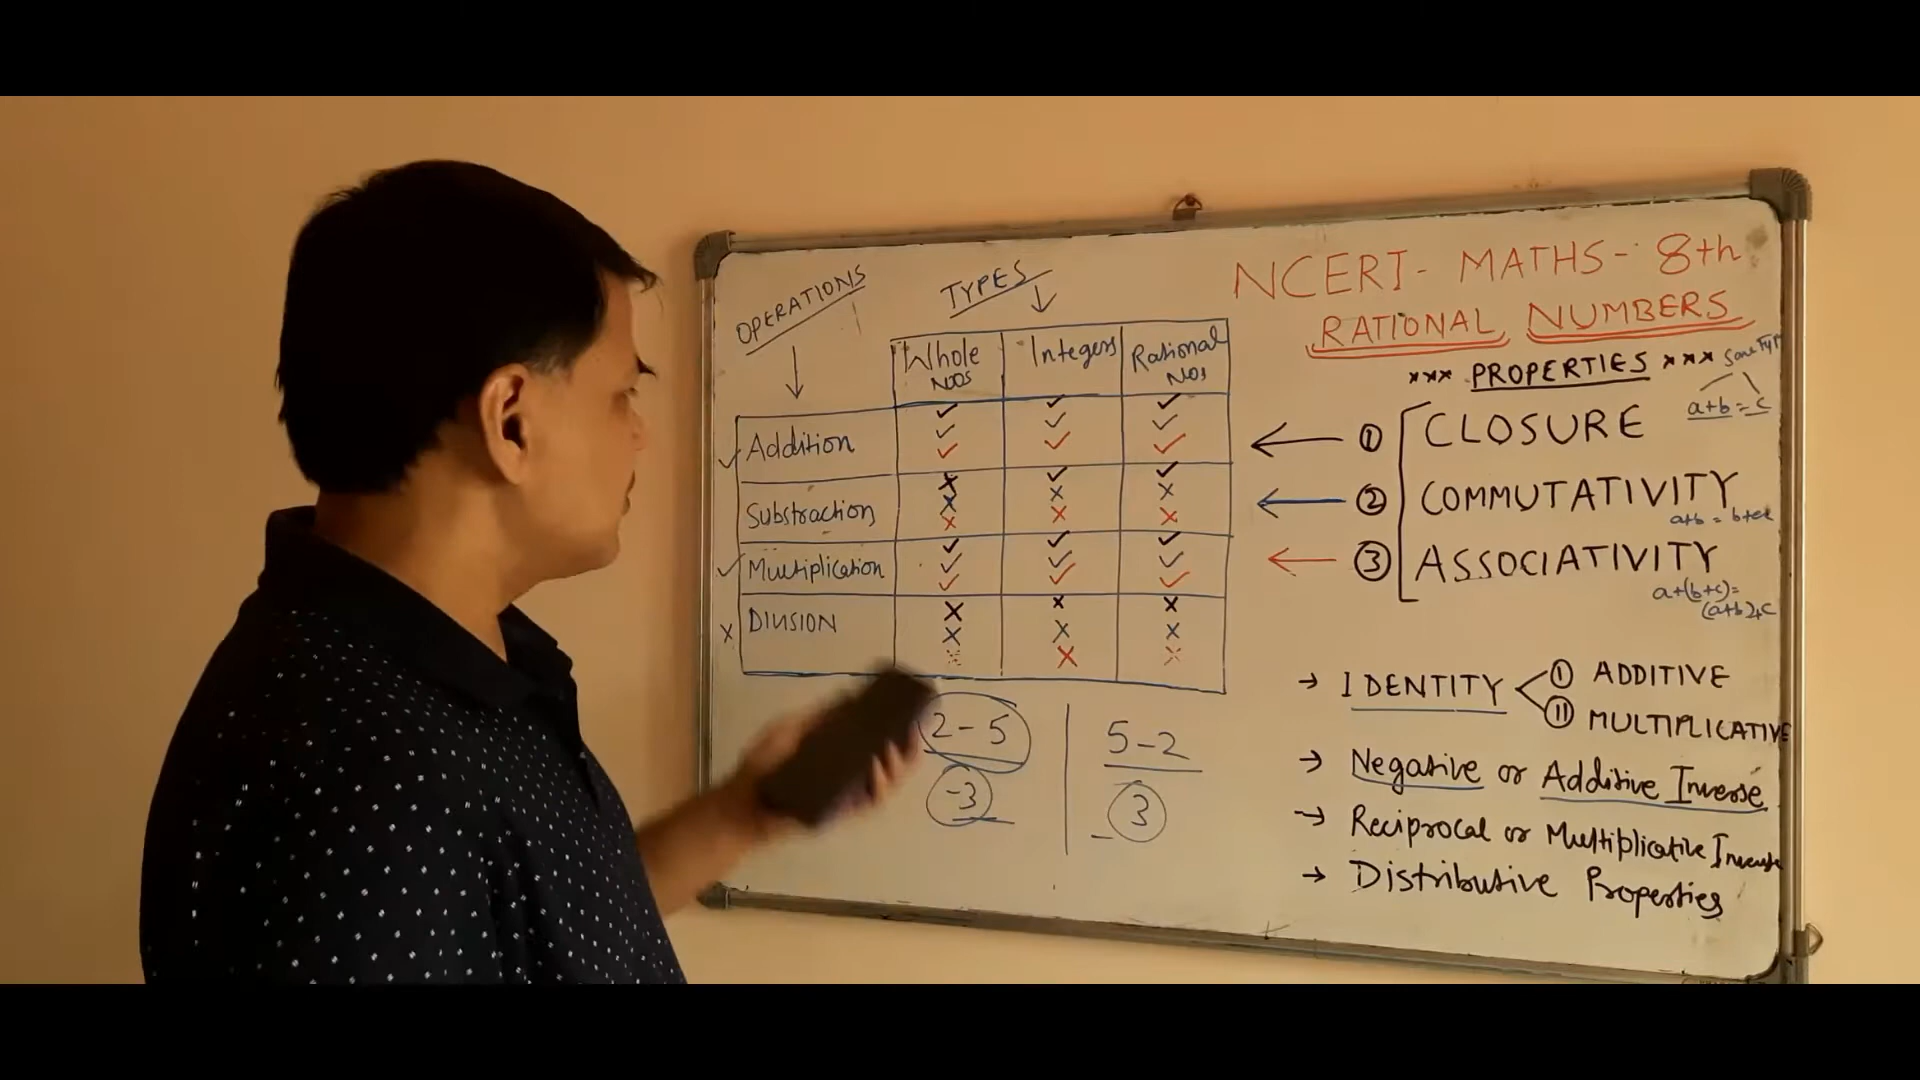 OPERATIONS
TYPES
Whole NOS
Integers
Rational NOS
Addition ✓ ✓ ✓
✓ ✓ ✓
✓ ✓ ✓
Substraction × ✓ ✓
× × ×
× × ×
Multiplication ✓ ✓ ✓
✓ ✓ ✓
✓ ✓ ✓
DIVISION × × ×
× × ×
× × ×
2-5
-3
5-2
3
NCERT- MATHS- 8th
RATIONAL NUMBERS
××× PROPERTIES ×××
① CLOSURE
a+b=c
② COMMUTATIVITY
a+b = b+a
③ ASSOCIATIVITY
a+(b+c)=
(a+b)+c
→ IDENTITY
① ADDITIVE
⑪ MULTIPLICATIVE
→ Negative or Additive Inverse
→ Reciprocal or Multiplicative Inverse
→ Distributive Properties